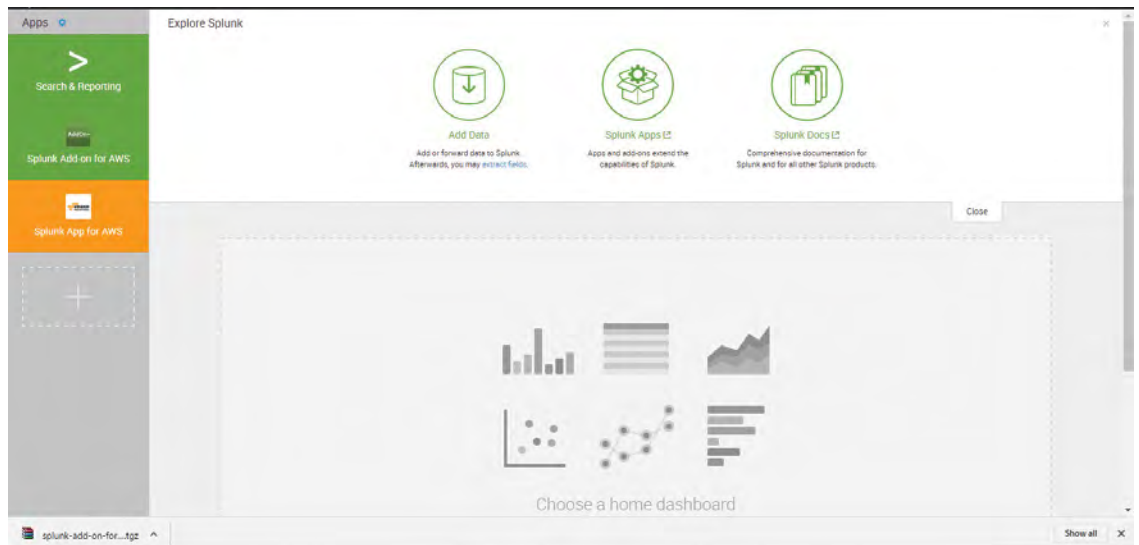 Apps
Explore Splunk
Search & Reporting
Splunk Add-on for AWS
Splunk App for AWS
Add Data
Add or forward data to Splunk.
Afterwards, you may extract fields.
Splunk Apps
Apps and add-ons extend the
capabilities of Splunk.
Splunk Docs
Comprehensive documentation for
Splunk and for all other Splunk products.
Close
Choose a home dashboard
splunk-add-on-for....tgz
Show all